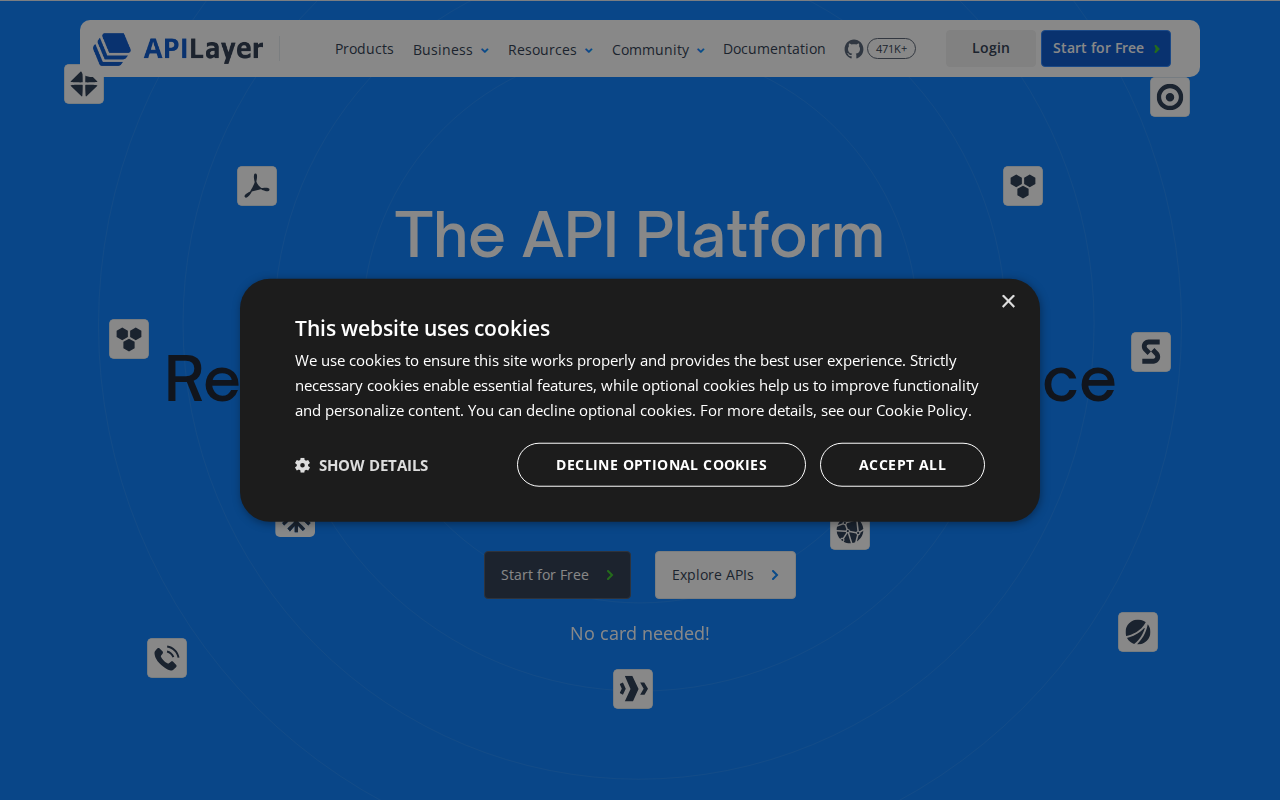 APILayer
Products
Business
Resources
Community
Documentation
471K+
Login
Start for Free
The API Platform
This website uses cookies
We use cookies to ensure this site works properly and provides the best user experience. Strictly
necessary cookies enable essential features, while optional cookies help us to improve functionality
and personalize content. You can decline optional cookies. For more details, see our Cookie Policy.
SHOW DETAILS
DECLINE OPTIONAL COOKIES
ACCEPT ALL
Start for Free
Explore APIs
No card needed!